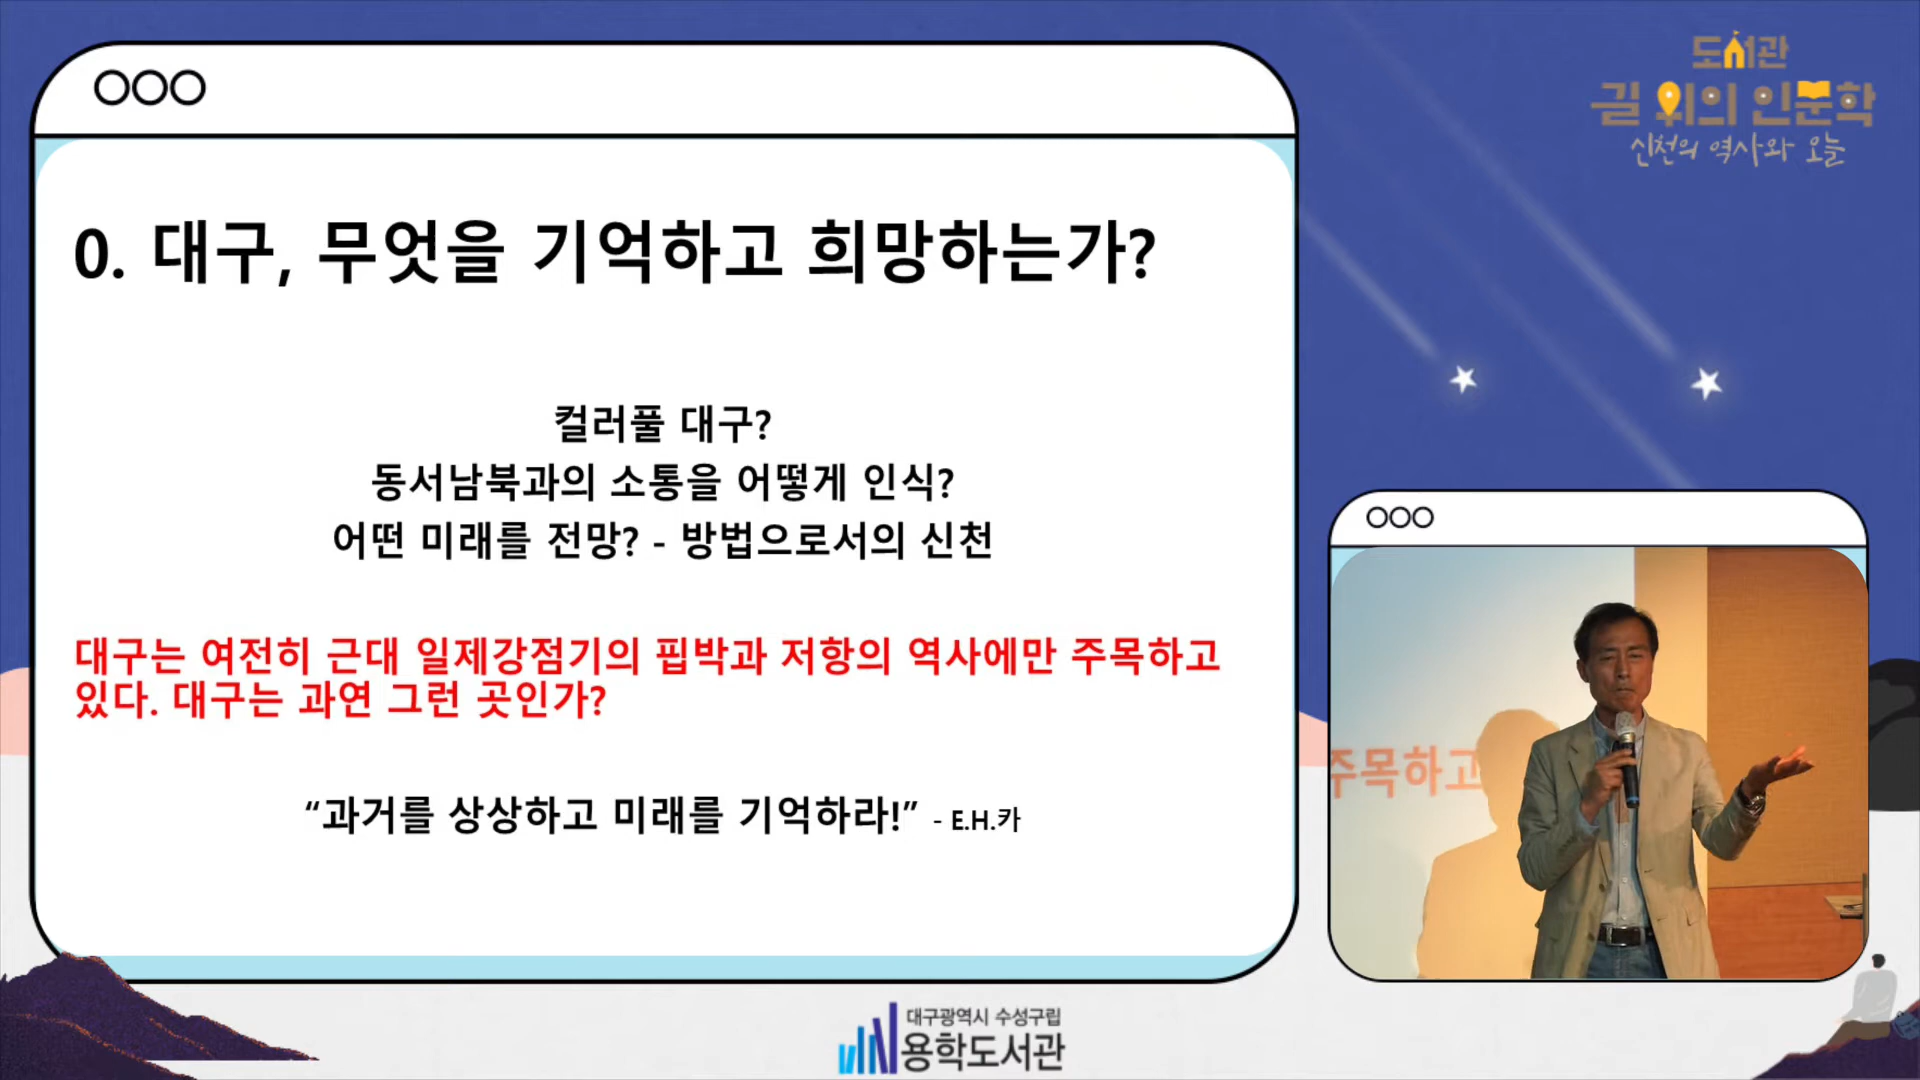 도서관
길 위의 인문학
신천의 역사와 오늘
0. 대구, 무엇을 기억하고 희망하는가?
컬러풀 대구?
동서남북과의 소통을 어떻게 인식?
어떤 미래를 전망? - 방법으로서의 신천
대구는 여전히 근대 일제강점기의 핍박과 저항의 역사에만 주목하고
있다. 대구는 과연 그런 곳인가?
“과거를 상상하고 미래를 기억하라!” - E.H.카
주목하고
대구광역시 수성구립
용학도서관